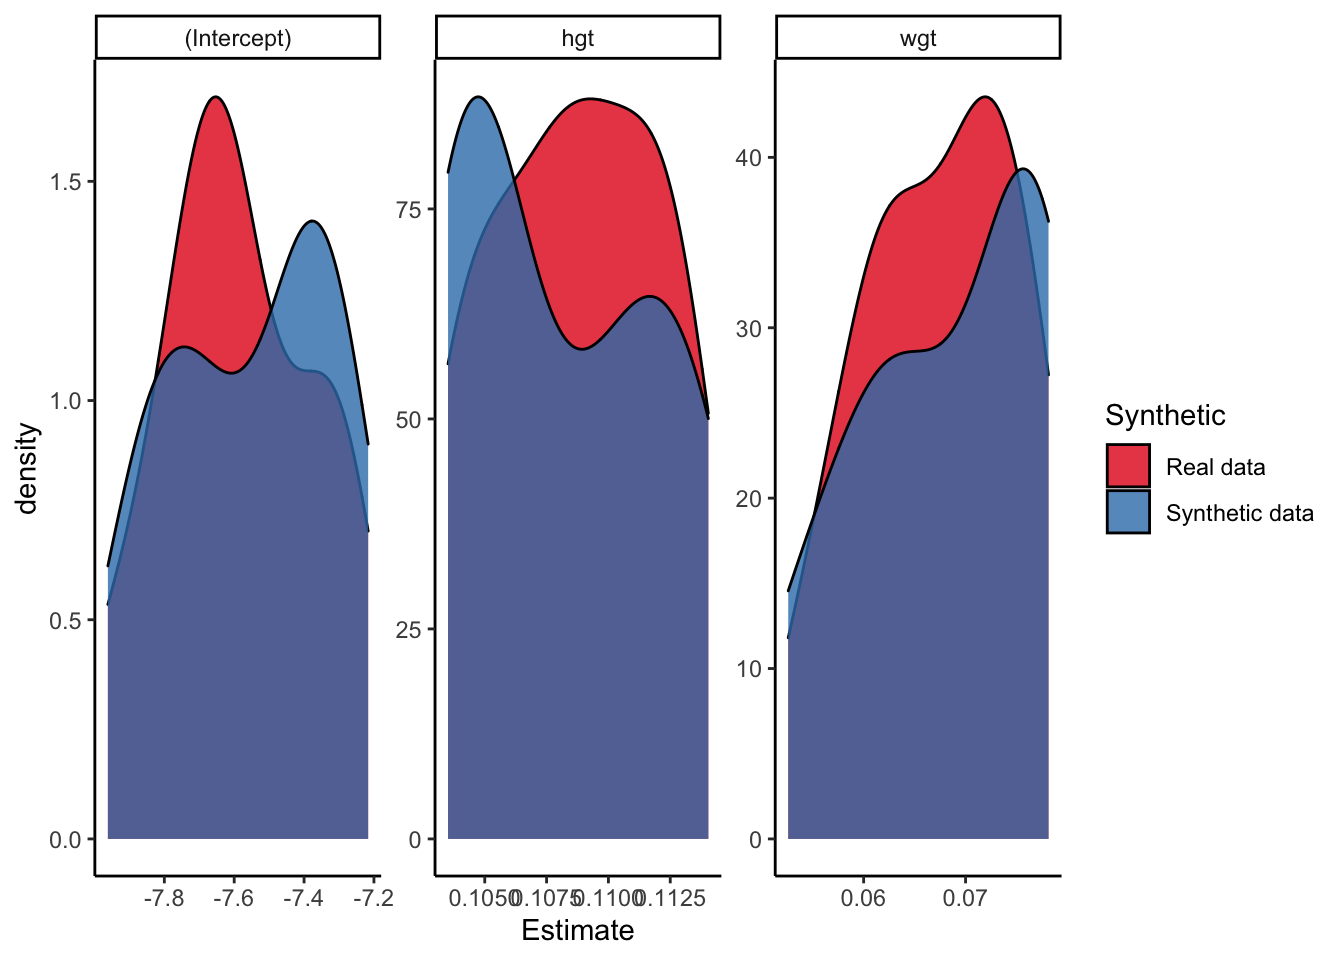 (Intercept)
hgt
wgt
density
1.5
1.0
0.5
0.0
75
50
25
0
40
30
20
10
0
-7.8 -7.6 -7.4 -7.2
0.1050 0.1075 0.1100 0.1125
0.06 0.07
Estimate
Synthetic
Real data
Synthetic data